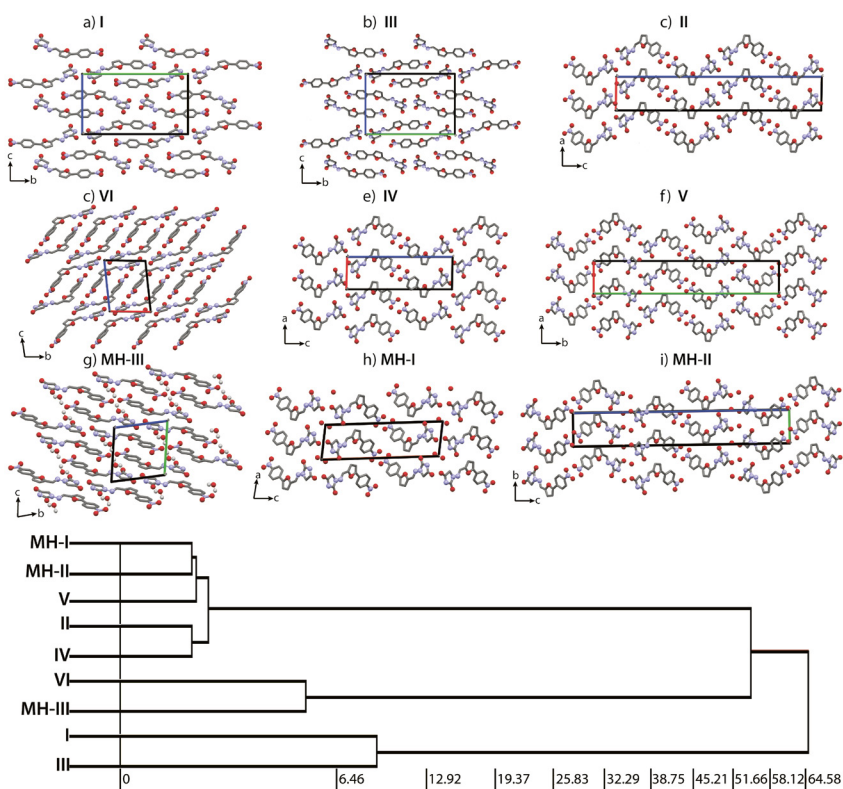 a) I
b) III
c) II
c
b
c
b
a
c
c) VI
e) IV
f) V
c
b
a
c
a
b
g) MH-III
h) MH-I
i) MH-II
c
b
a
c
b
c
MH-I
MH-II
V
II
IV
VI
MH-III
I
III
0 6.46 12.92 19.37 25.83 32.29 38.75 45.21 51.66 58.12 64.58